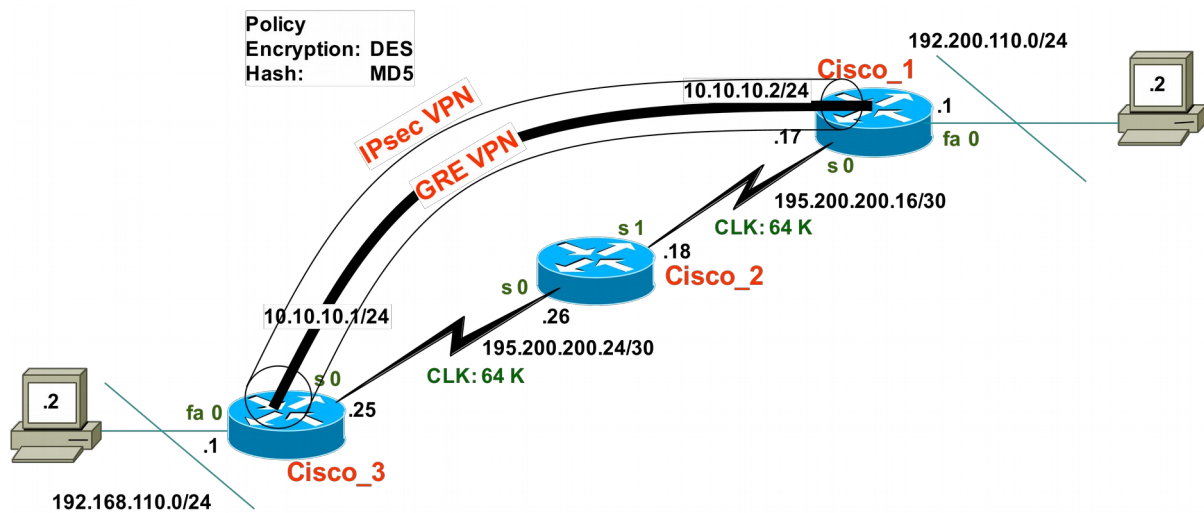 Policy
Encryption: DES
Hash: MD5
192.200.110.0/24
Cisco_1
10.10.10.2/24
.2
.1
IPsec VPN
.17
fa 0
GRE VPN
s 0
195.200.200.16/30
CLK: 64 K
s 1
.18
Cisco_2
s 0
10.10.10.1/24
.26
195.200.200.24/30
s 0
CLK: 64 K
.2
fa 0
.25
.1
Cisco_3
192.168.110.0/24